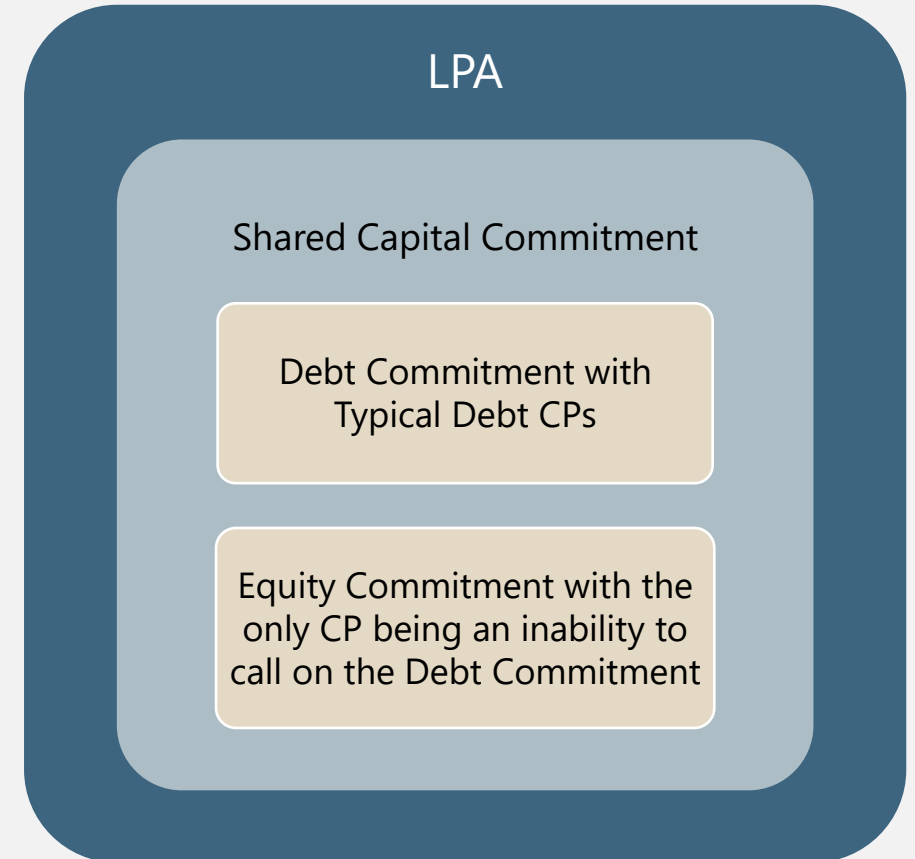 LPA
Shared Capital Commitment
Debt Commitment with
Typical Debt CPs
Equity Commitment with the
only CP being an inability to
call on the Debt Commitment